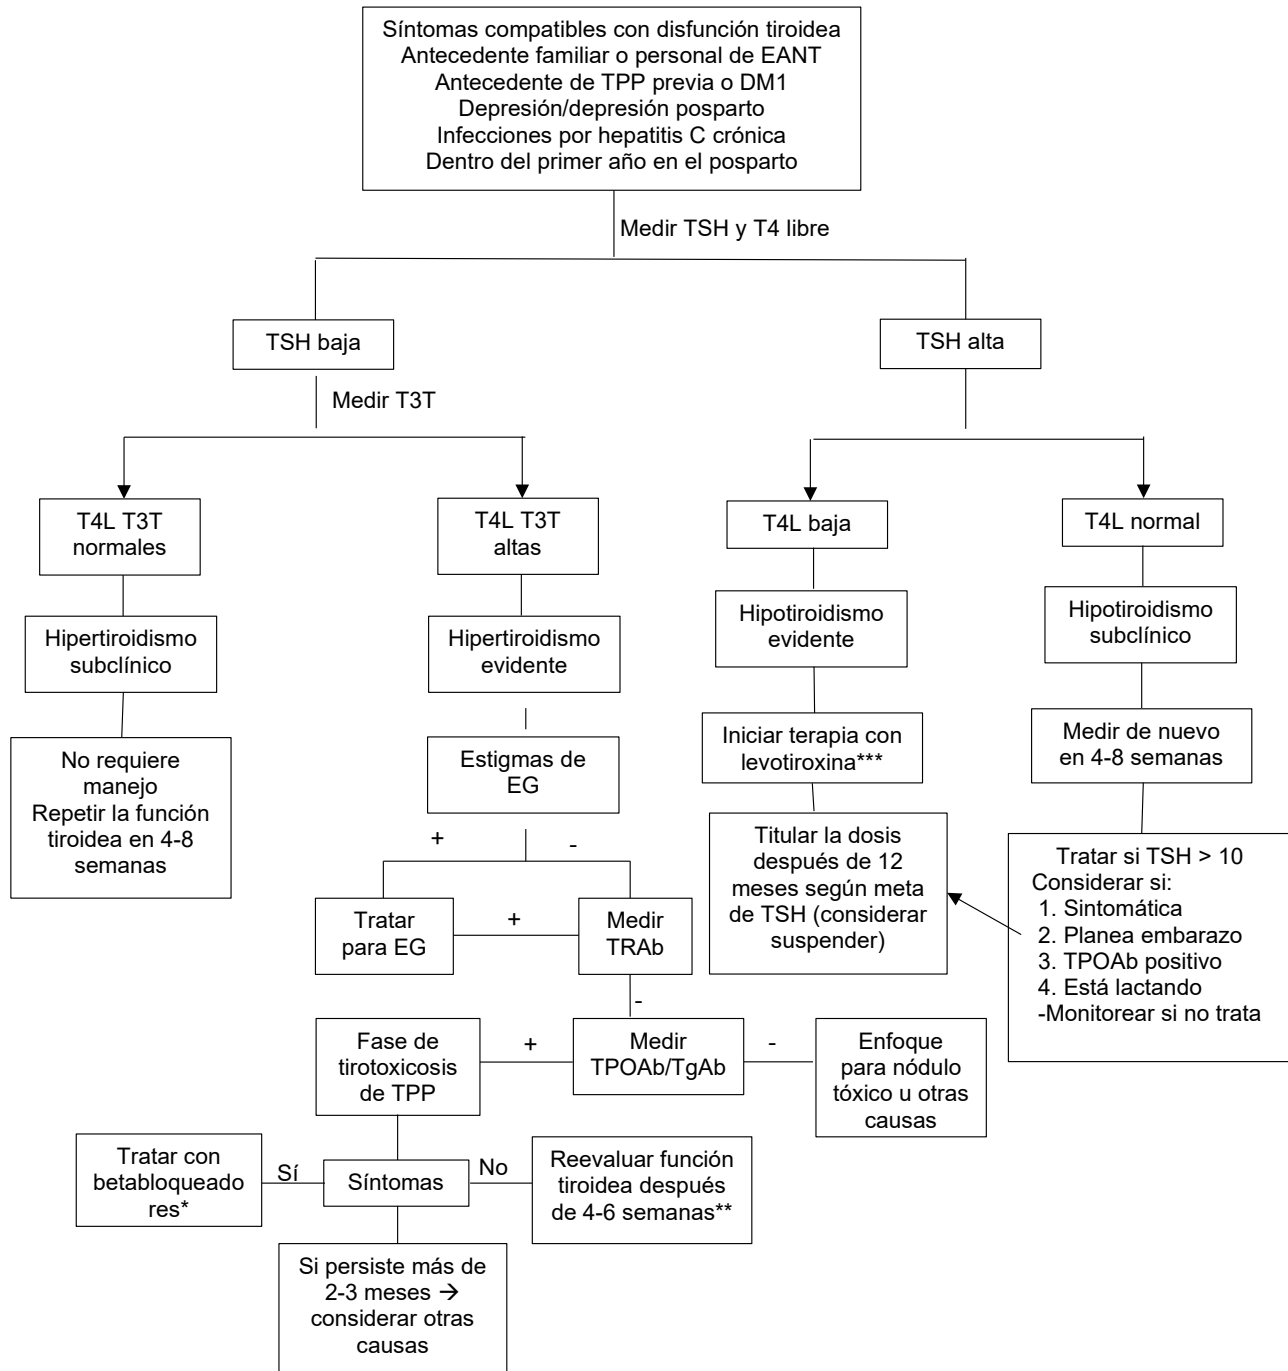 Síntomas compatibles con disfunción tiroidea
Antecedente familiar o personal de EANT
Antecedente de TPP previa o DM1
Depresión/depresión posparto
Infecciones por hepatitis C crónica
Dentro del primer año en el posparto
Medir TSH y T4 libre
TSH baja
TSH alta
Medir T3T
T4L T3T
normales
T4L T3T
altas
T4L baja
T4L normal
Hipertiroidismo
subclínico
Hipertiroidismo
evidente
Hipotiroidismo
evidente
Hipotiroidismo
subclínico
No requiere
manejo
Repetir la función
tiroidea en 4-8
semanas
Estigmas de
EG
Iniciar terapia con
levotiroxina***
Medir de nuevo
en 4-8 semanas
+
-
Titular la dosis
después de 12
meses según meta
de TSH (considerar
suspender)
Tratar si TSH > 10
Considerar si:
1. Sintomática
2. Planea embarazo
3. TPOAb positivo
4. Está lactando
-Monitorear si no trata
Tratar
para EG
+
Medir
TRAb
-
Fase de
tirotoxicosis
de TPP
+
Medir
TPOAb/TgAb
-
Enfoque
para nódulo
tóxico u otras
causas
Tratar con
betabloqueado
res*
Sí
Síntomas
No
Reevaluar función
tiroidea después
de 4-6 semanas**
Si persiste más de
2-3 meses →
considerar otras
causas